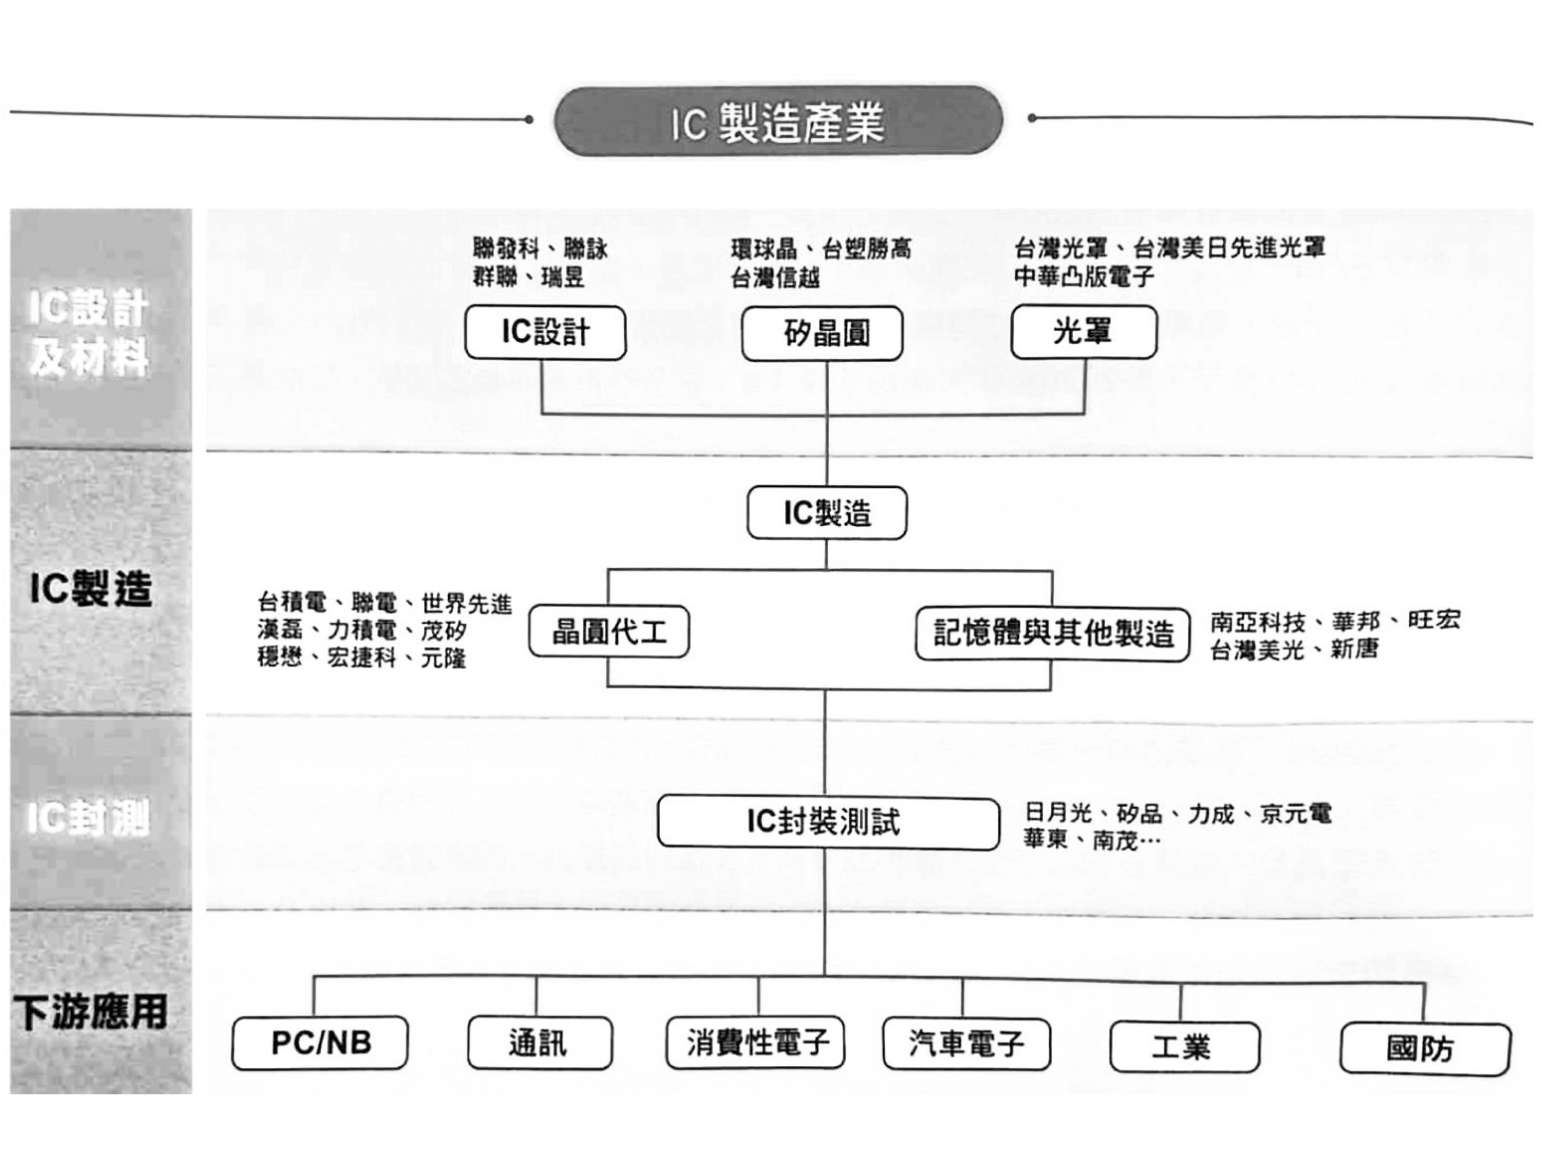 IC 製造產業
IC設計
及材料
聯發科、聯詠
群聯、瑞昱
IC設計
環球晶、台塑勝高
台灣信越
矽晶圓
台灣光罩、台灣美日先進光罩
中華凸版電子
光罩
IC製造
IC製造
台積電、聯電、世界先進
漢磊、力積電、茂矽
穩懋、宏捷科、元隆
晶圓代工
記憶體與其他製造
南亞科技、華邦、旺宏
台灣美光、新唐
IC封測
IC封裝測試
日月光、矽品、力成、京元電
華東、南茂…
下游應用
PC/NB
通訊
消費性電子
汽車電子
工業
國防